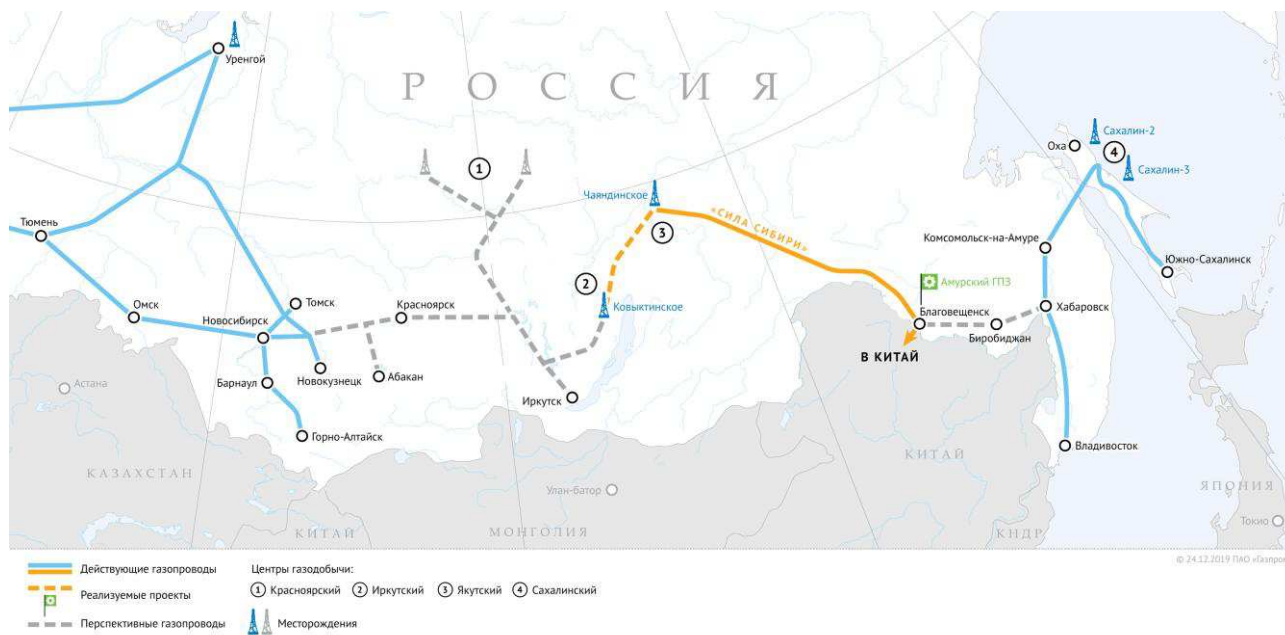 Уренгой
РОССИЯ
Сахалин-2
Оха
4
Сахалин-3
1
Чаяндинское
«СИЛА СИБИРИ»
Тюмень
3
Комсомольск-на-Амуре
Южно-Сахалинск
2
Амурский ГПЗ
Ковыктинское
Омск
Томск
Красноярск
Новосибирск
Благовещенск
Хабаровск
Биробиджан
В КИТАЙ
Астана
Барнаул
Новокузнецк
Абакан
Иркутск
Горно-Алтайск
Владивосток
КАЗАХСТАН
КИТАЙ
Улан-батор
ЯПОНИЯ
КИТАЙ
МОНГОЛИЯ
КНДР
Токио
© 24.12.2019 ПАО
Действующие газопроводы
Центры газодобычи:
Реализуемые проекты
1 Красноярский 2 Иркутский 3 Якутский 4 Сахалинский
Перспективные газопроводы
Месторождения